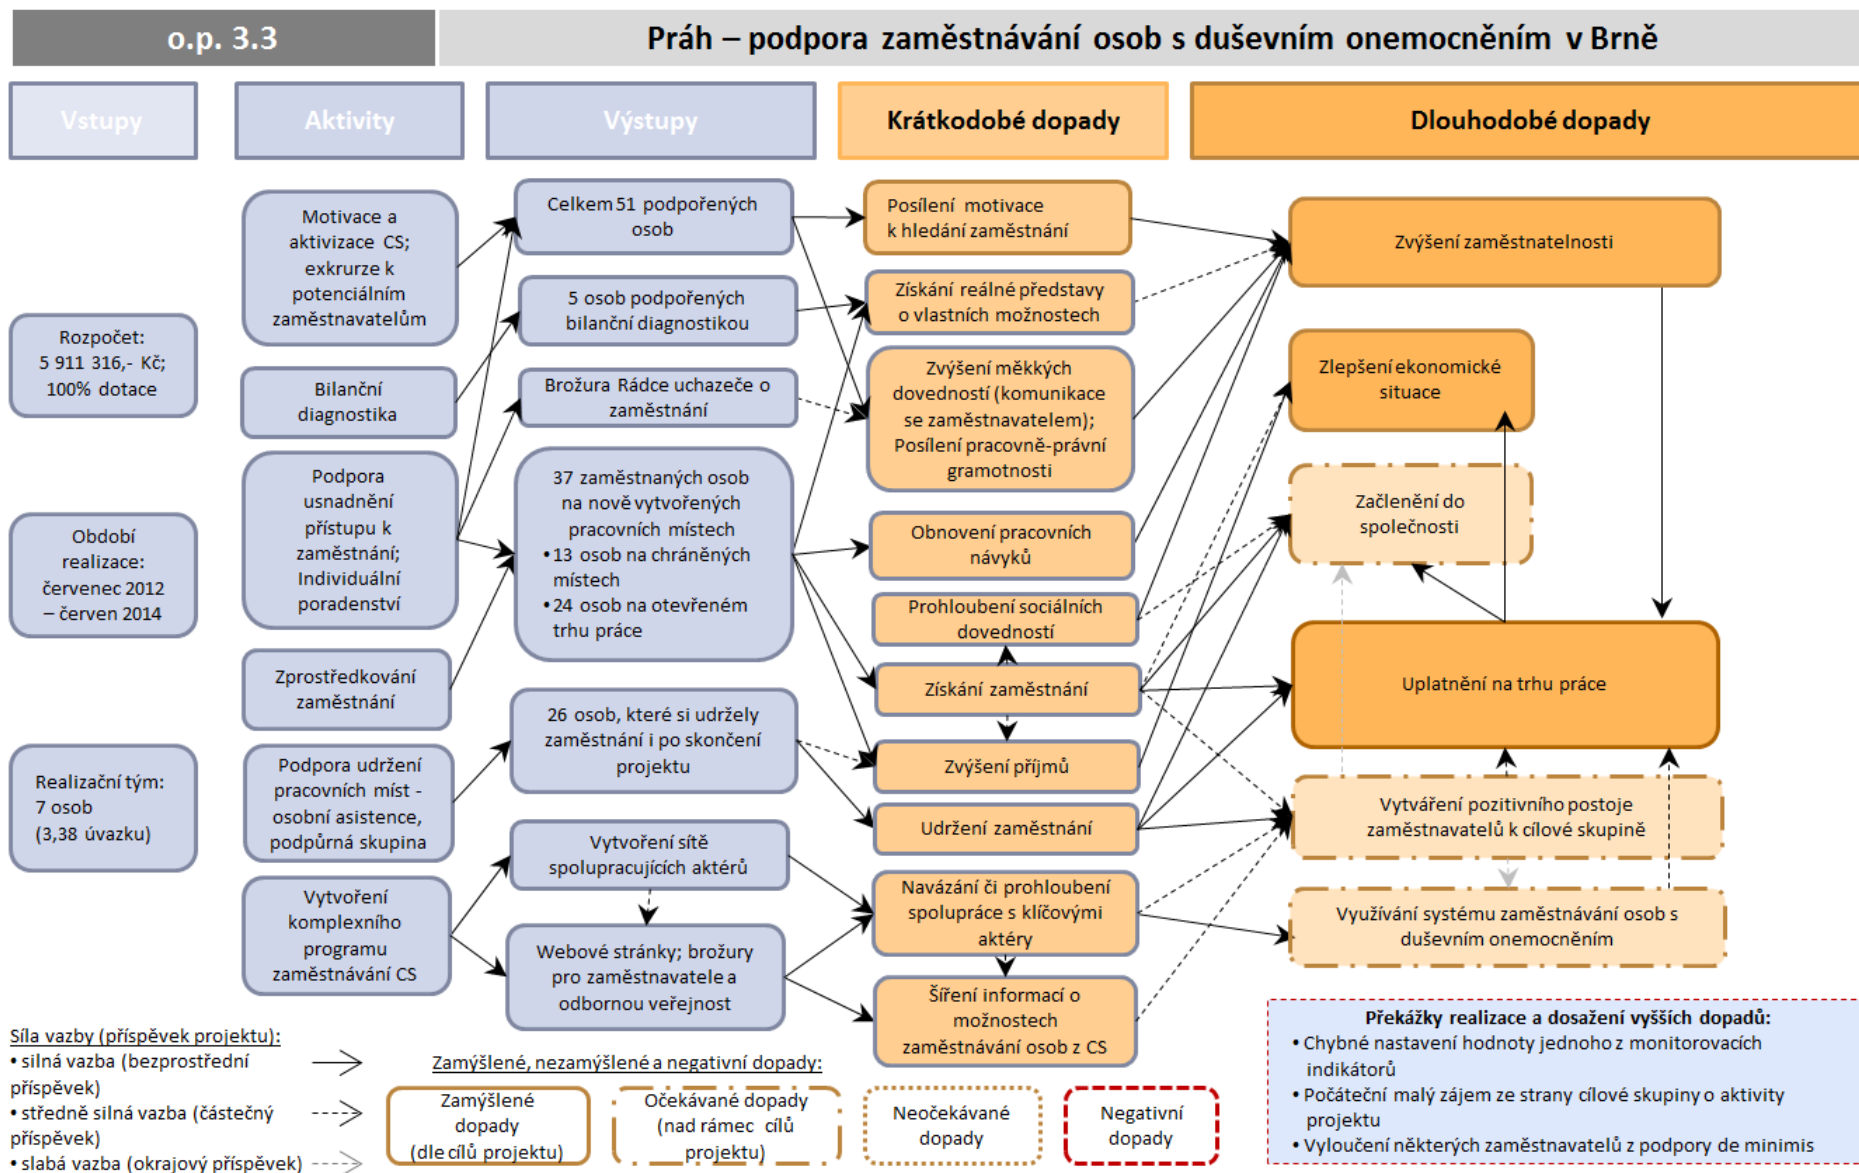 o.p. 3.3
Práh – podpora zaměstnávání osob s duševním onemocněním v Brně
Vstupy
Aktivity
Výstupy
Krátkodobé dopady
Dlouhodobé dopady
Rozpočet:
5 911 316,- Kč;
100% dotace
Období
realizace:
červenec 2012
– červen 2014
Realizační tým:
7 osob
(3,38 úvazku)
Motivace a
aktivizace CS;
exkrurze k
potenciálním
zaměstnavatelům
Bilanční
diagnostika
Podpora
usnadnění
přístupu k
zaměstnání;
Individuální
poradenství
Zprostředkování
zaměstnání
Podpora udržení
pracovních míst -
osobní asistence,
podpůrná skupina
Vytvoření
komplexního
programu
zaměstnávání CS
Celkem 51 podpořených
osob
5 osob podpořených
bilanční diagnostikou
Brožura Rádce uchazeče o
zaměstnání
37 zaměstnaných osob
na nově vytvořených
pracovních místech
• 13 osob na chráněných
místech
• 24 osob na otevřeném
trhu práce
26 osob, které si udržely
zaměstnání i po skončení
projektu
Vytvoření sítě
spolupracujících aktérů
Webové stránky; brožury
pro zaměstnavatele a
odbornou veřejnost
Posílení motivace
k hledání zaměstnání
Získání reálné představy
o vlastních možnostech
Zvýšení měkkých
dovedností (komunikace
se zaměstnavatelem);
Posílení pracovně-právní
gramotnosti
Obnovení pracovních
návyků
Prohloubení sociálních
dovedností
Získání zaměstnání
Zvýšení příjmů
Udržení zaměstnání
Navázání či prohloubení
spolupráce s klíčovými
aktéry
Šíření informací o
možnostech
zaměstnávání osob z CS
Zvýšení zaměstnatelnosti
Zlepšení ekonomické
situace
Začlenění do
společnosti
Uplatnění na trhu práce
Vytváření pozitivního postoje
zaměstnavatelů k cílové skupině
Využívání systému zaměstnávání osob s
duševním onemocněním
Síla vazby (příspěvek projektu):
• silná vazba (bezprostřední
příspěvek)
• středně silná vazba (částečný
příspěvek)
• slabá vazba (okrajový příspěvek)
Zamýšlené, nezamýšlené a negativní dopady:
Zamýšlené
dopady
(dle cílů projektu)
Očekávané dopady
(nad rámec cílů
projektu)
Neočekávané
dopady
Negativní
dopady
Překážky realizace a dosažení vyšších dopadů:
• Chybné nastavení hodnoty jednoho z monitorovacích
indikátorů
• Počáteční malý zájem ze strany cílové skupiny o aktivity
projektu
• Vyloučení některých zaměstnavatelů z podpory de minimis